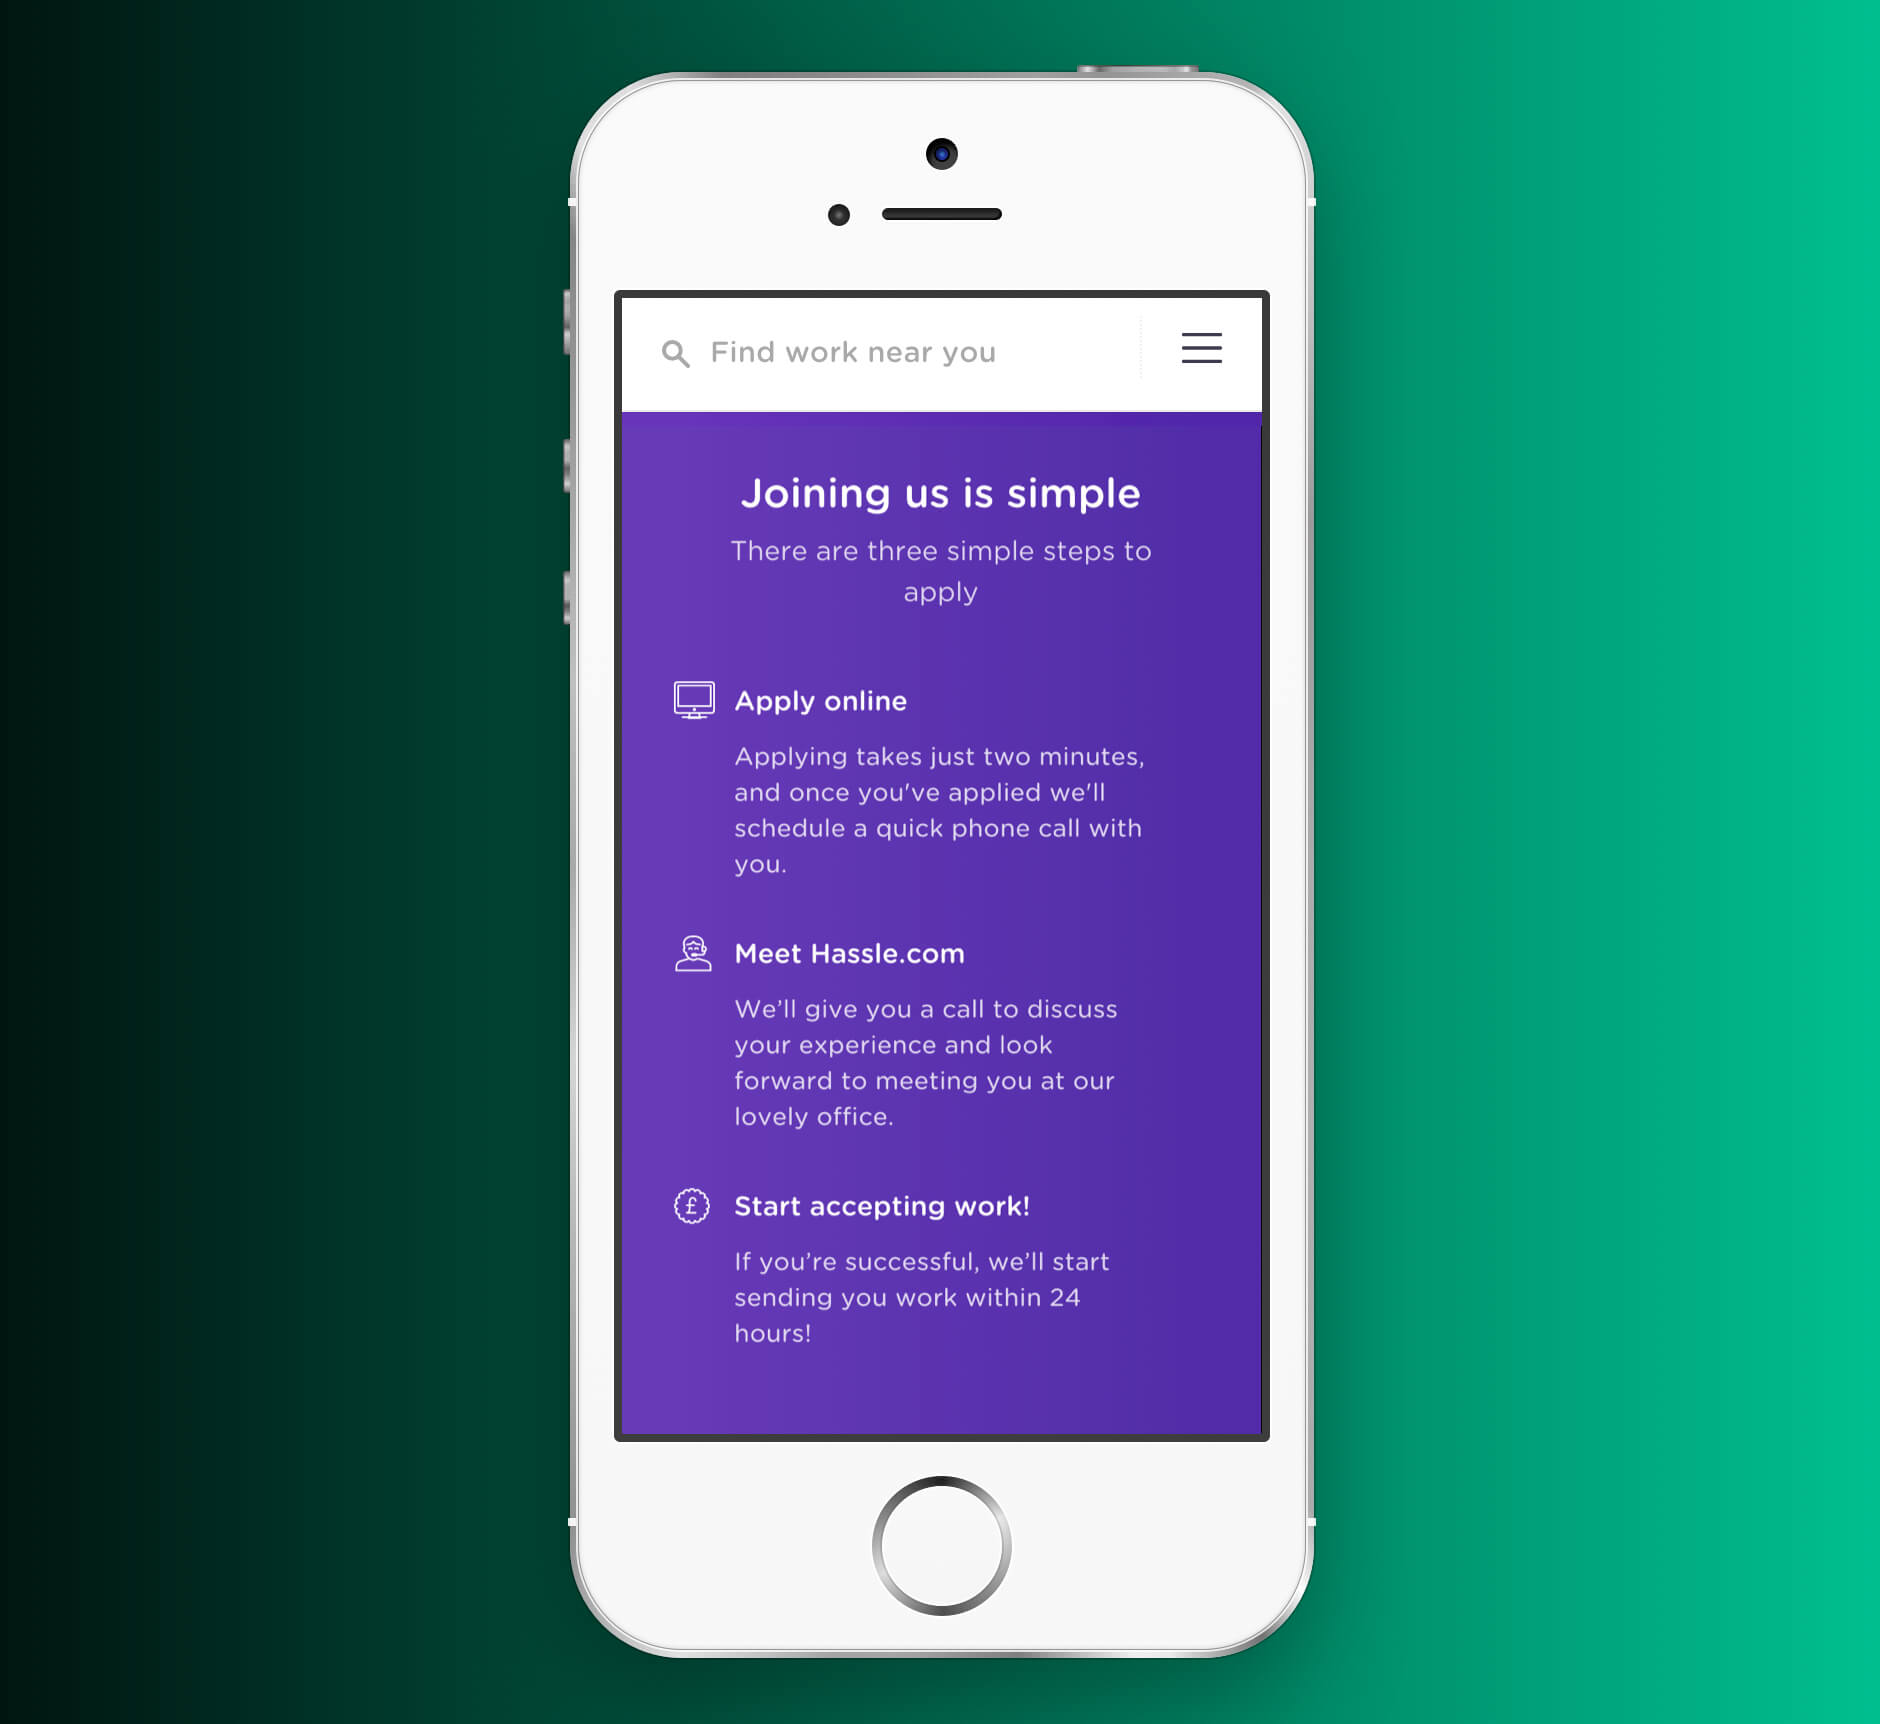 Find work near you
Joining us is simple
There are three simple steps to
apply
Apply online
Applying takes just two minutes,
and once you've applied we'll
schedule a quick phone call with
you.
Meet Hassle.com
We’ll give you a call to discuss
your experience and look
forward to meeting you at our
lovely office.
£
Start accepting work!
If you’re successful, we’ll start
sending you work within 24
hours!